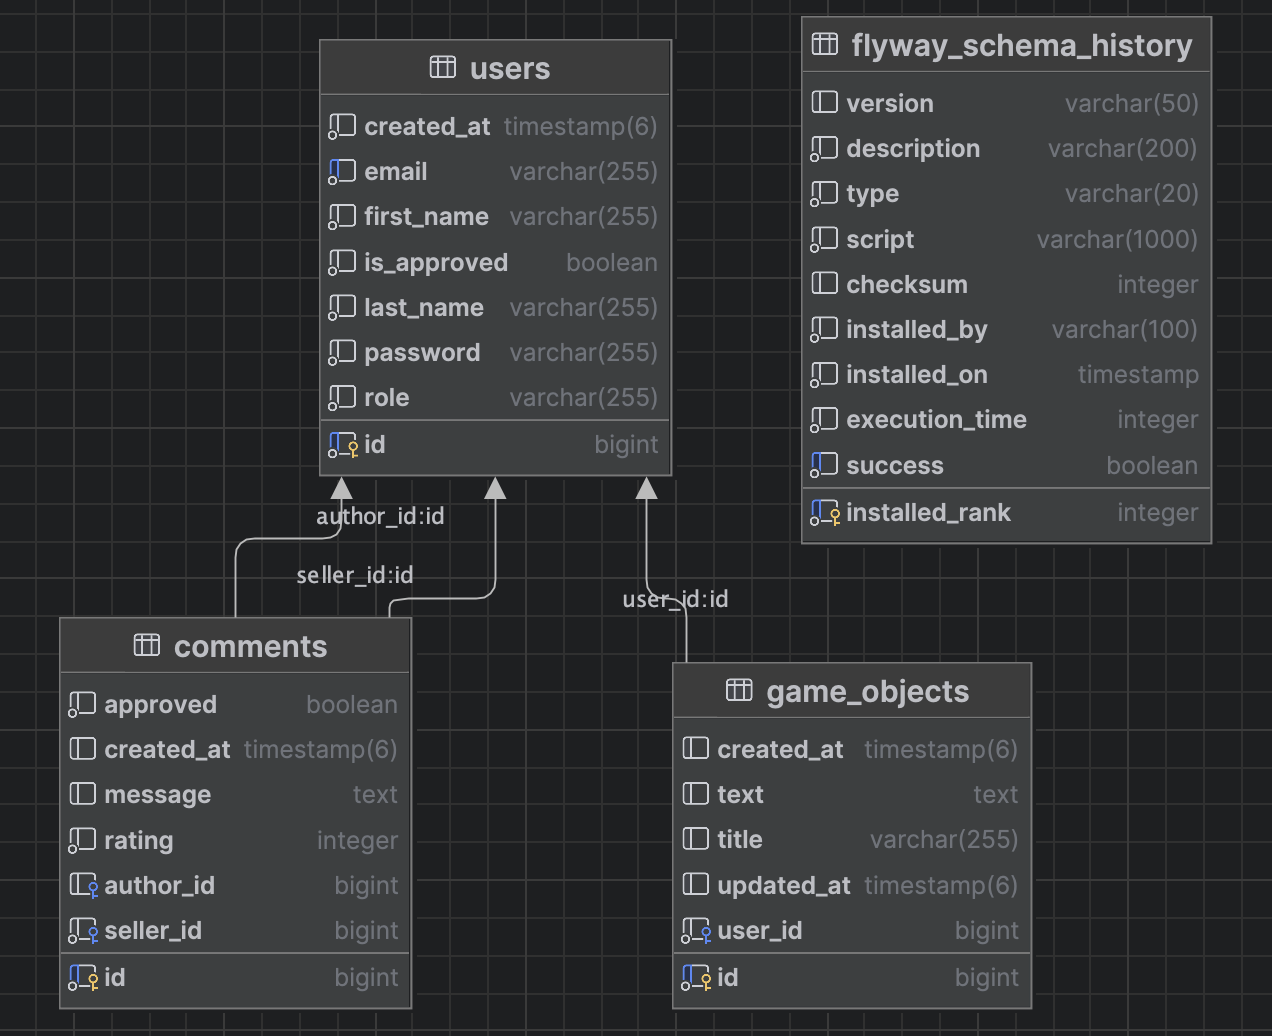 users
created_at timestamp(6)
email varchar(255)
first_name varchar(255)
is_approved boolean
last_name varchar(255)
password varchar(255)
role varchar(255)
id bigint
flyway_schema_history
version varchar(50)
description varchar(200)
type varchar(20)
script varchar(1000)
checksum integer
installed_by varchar(100)
installed_on timestamp
execution_time integer
success boolean
installed_rank integer
author_id:id
seller_id:id
user_id:id
comments
approved boolean
created_at timestamp(6)
message text
rating integer
author_id bigint
seller_id bigint
id bigint
game_objects
created_at timestamp(6)
text text
title varchar(255)
updated_at timestamp(6)
user_id bigint
id bigint